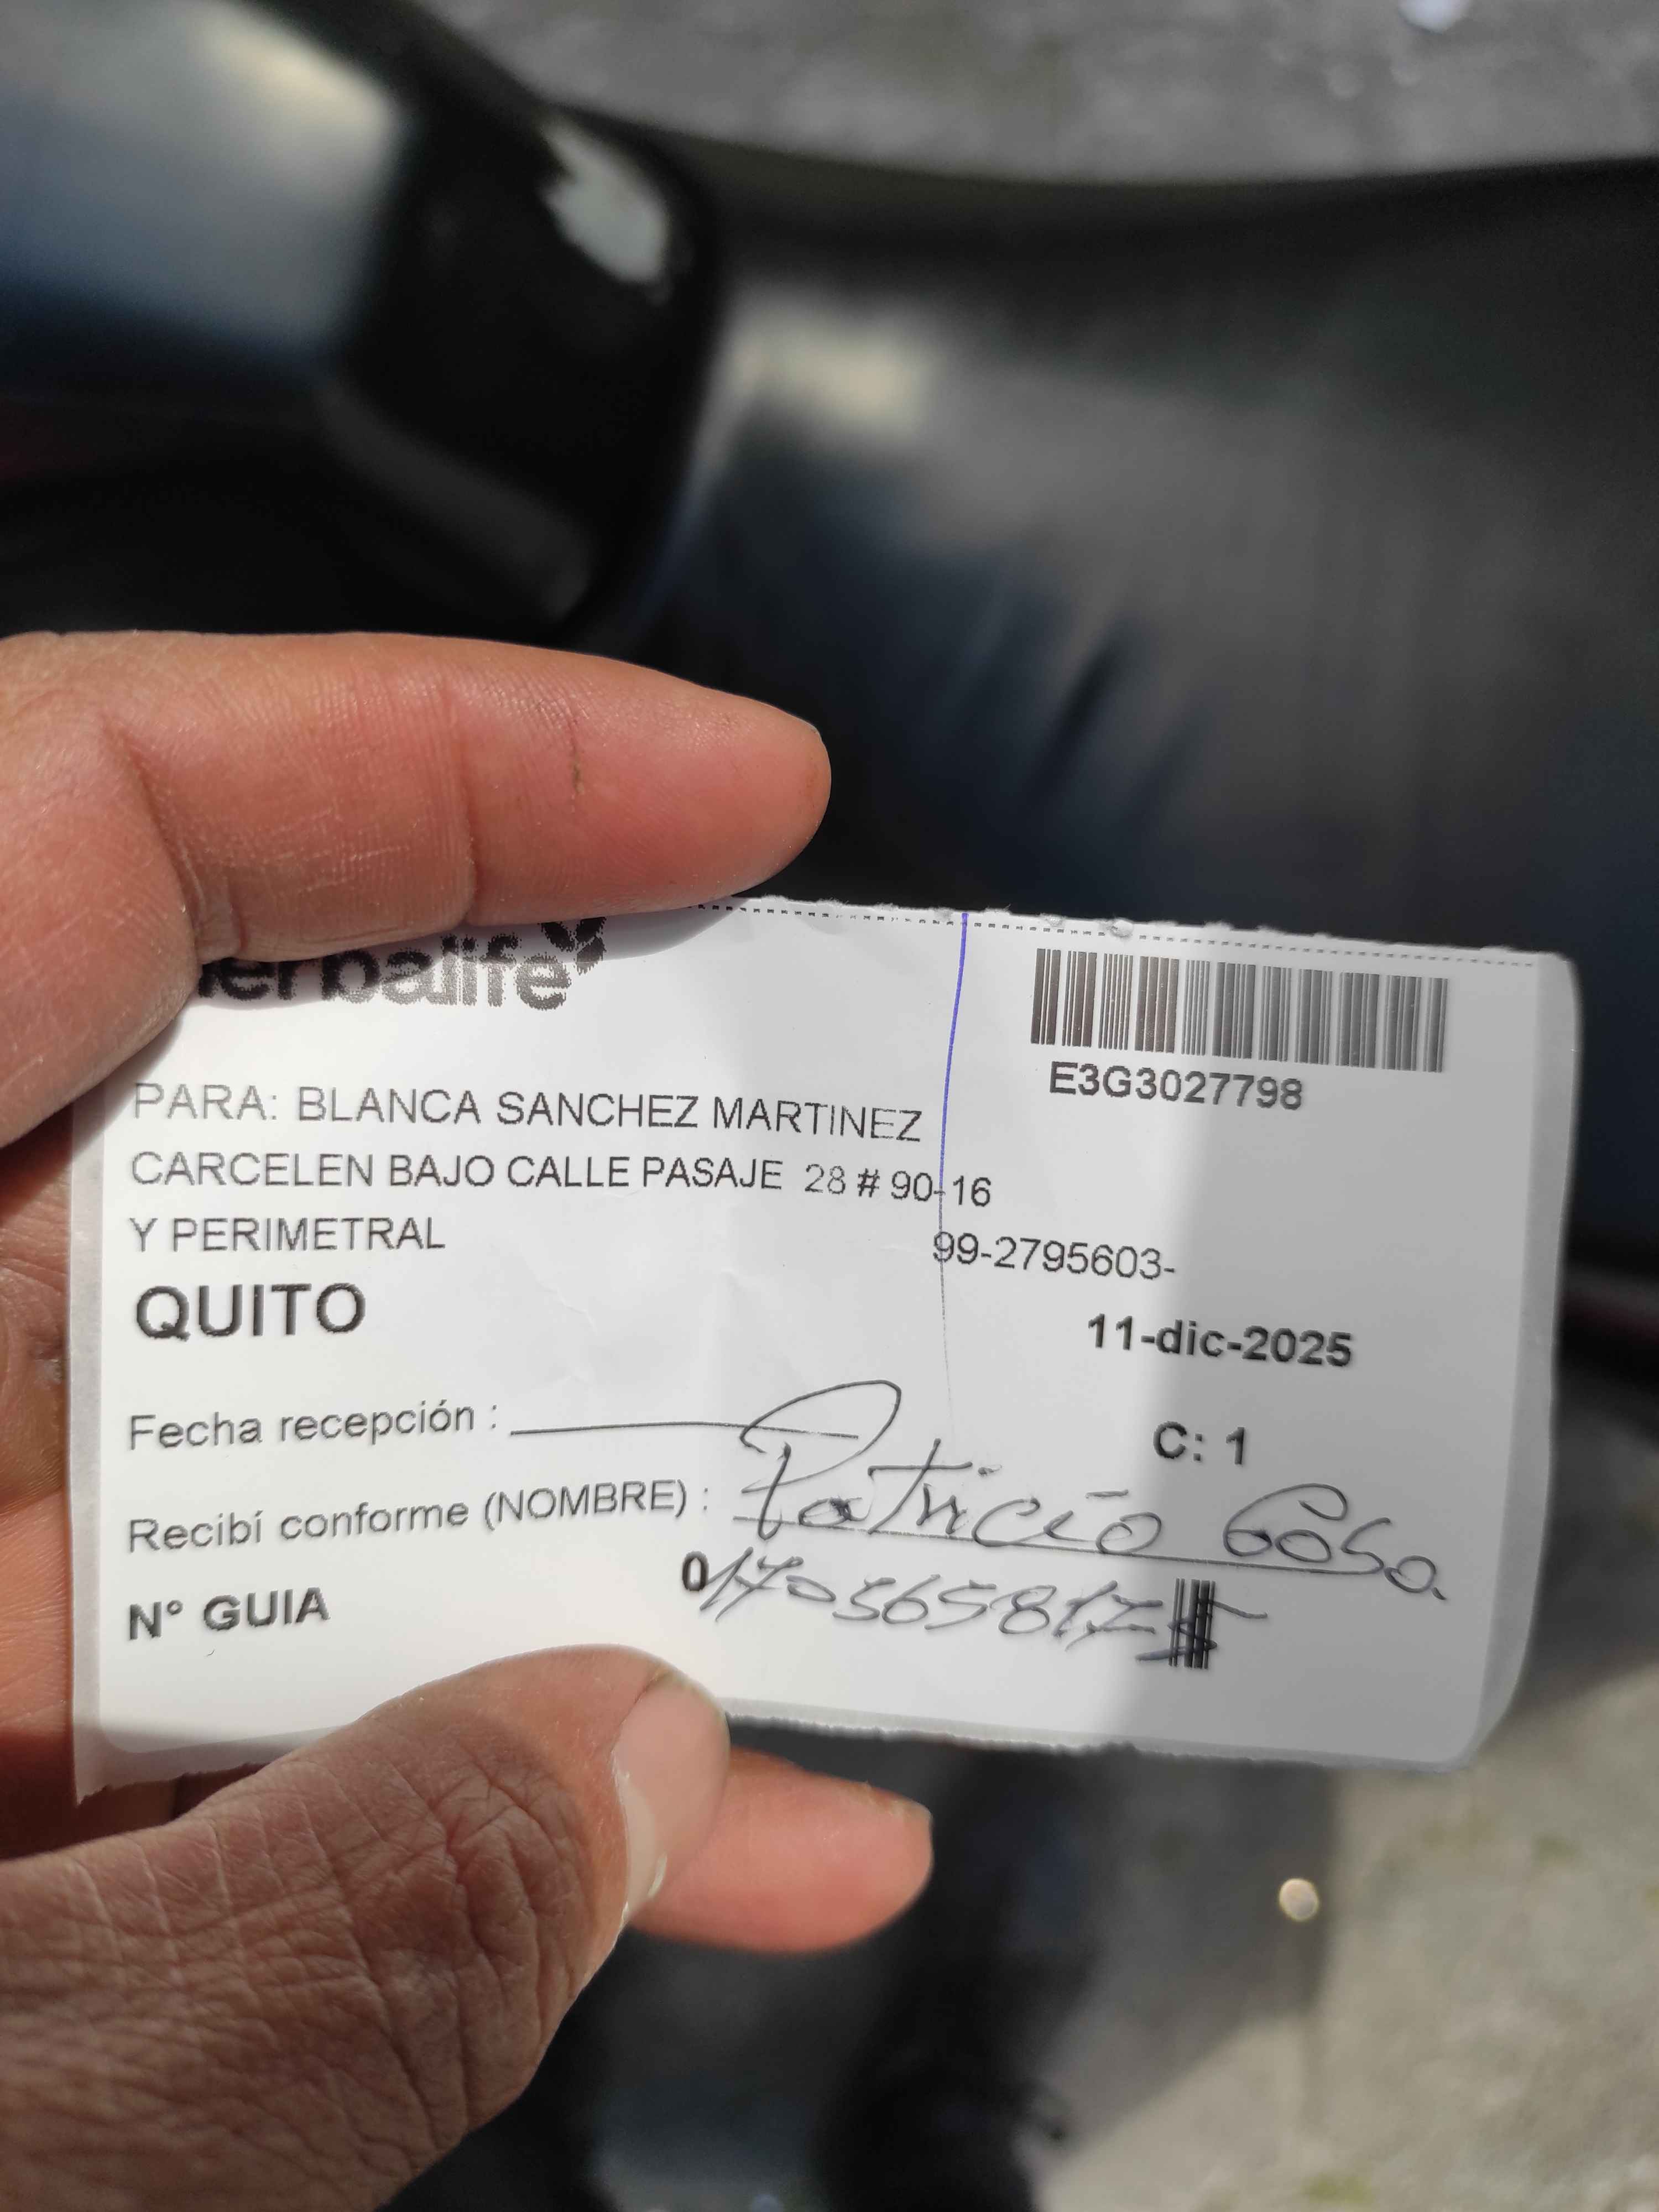 herbalife
E3G3027798
PARA: BLANCA SANCHEZ MARTINEZ
CARCELEN BAJO CALLE PASAJE 28 # 90-16
Y PERIMETRAL
99-2795603-
QUITO
11-dic-2025
Fecha recepción :
C: 1
Recibí conforme (NOMBRE) : Patricio
N° GUIA 0